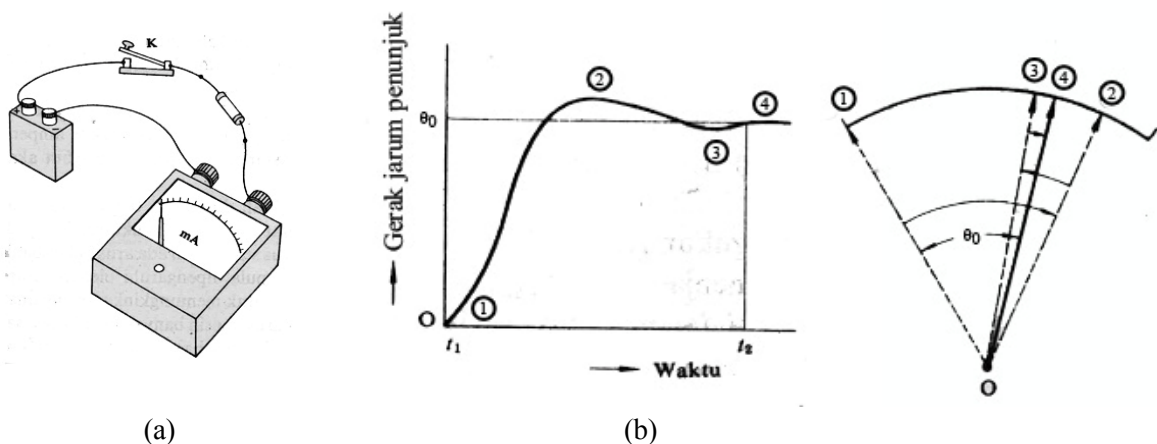 K
+
−
mA
(a)
Gerak jarum penunjuk
θ0
O
①
②
③
④
t1
t2
Waktu
(b)
①
③
④
②
θ0
O